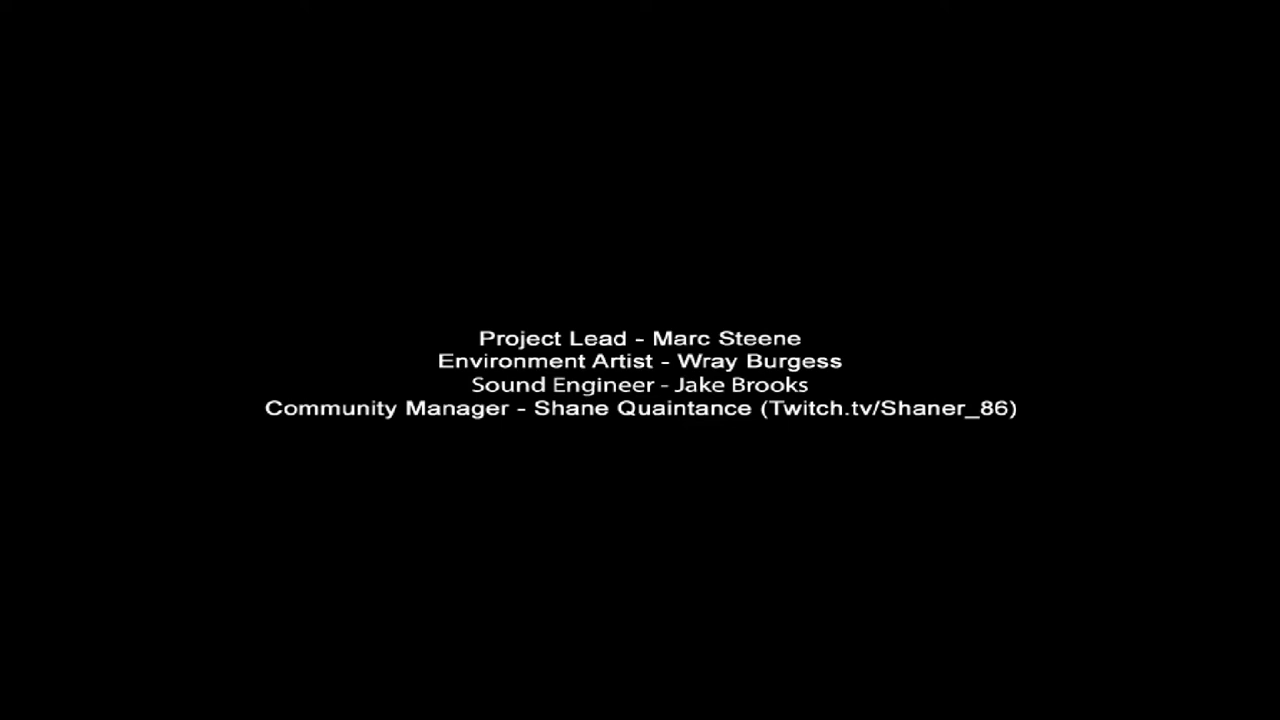 Project Lead - Marc Steene
Environment Artist - Wray Burgess
Sound Engineer - Jake Brooks
Community Manager - Shane Quaintance (Twitch.tv/Shaner_86)